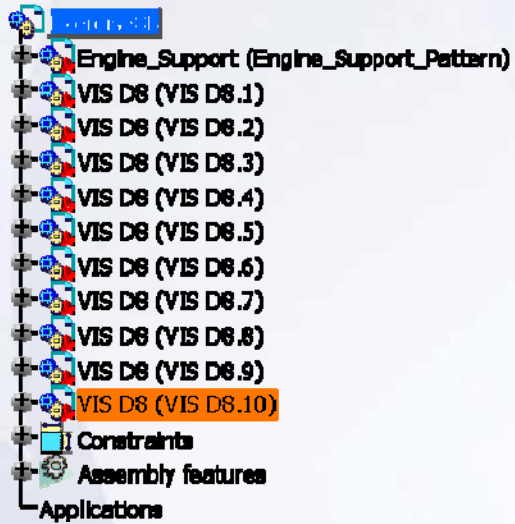 Engine_Support (Engine_Support_Pattern)
VIS D8 (VIS D8.1)
VIS D8 (VIS D8.2)
VIS D8 (VIS D8.3)
VIS D8 (VIS D8.4)
VIS D8 (VIS D8.5)
VIS D8 (VIS D8.6)
VIS D8 (VIS D8.7)
VIS D8 (VIS D8.8)
VIS D8 (VIS D8.9)
VIS D8 (VIS D8.10)
Constraints
Assembly features
Applications